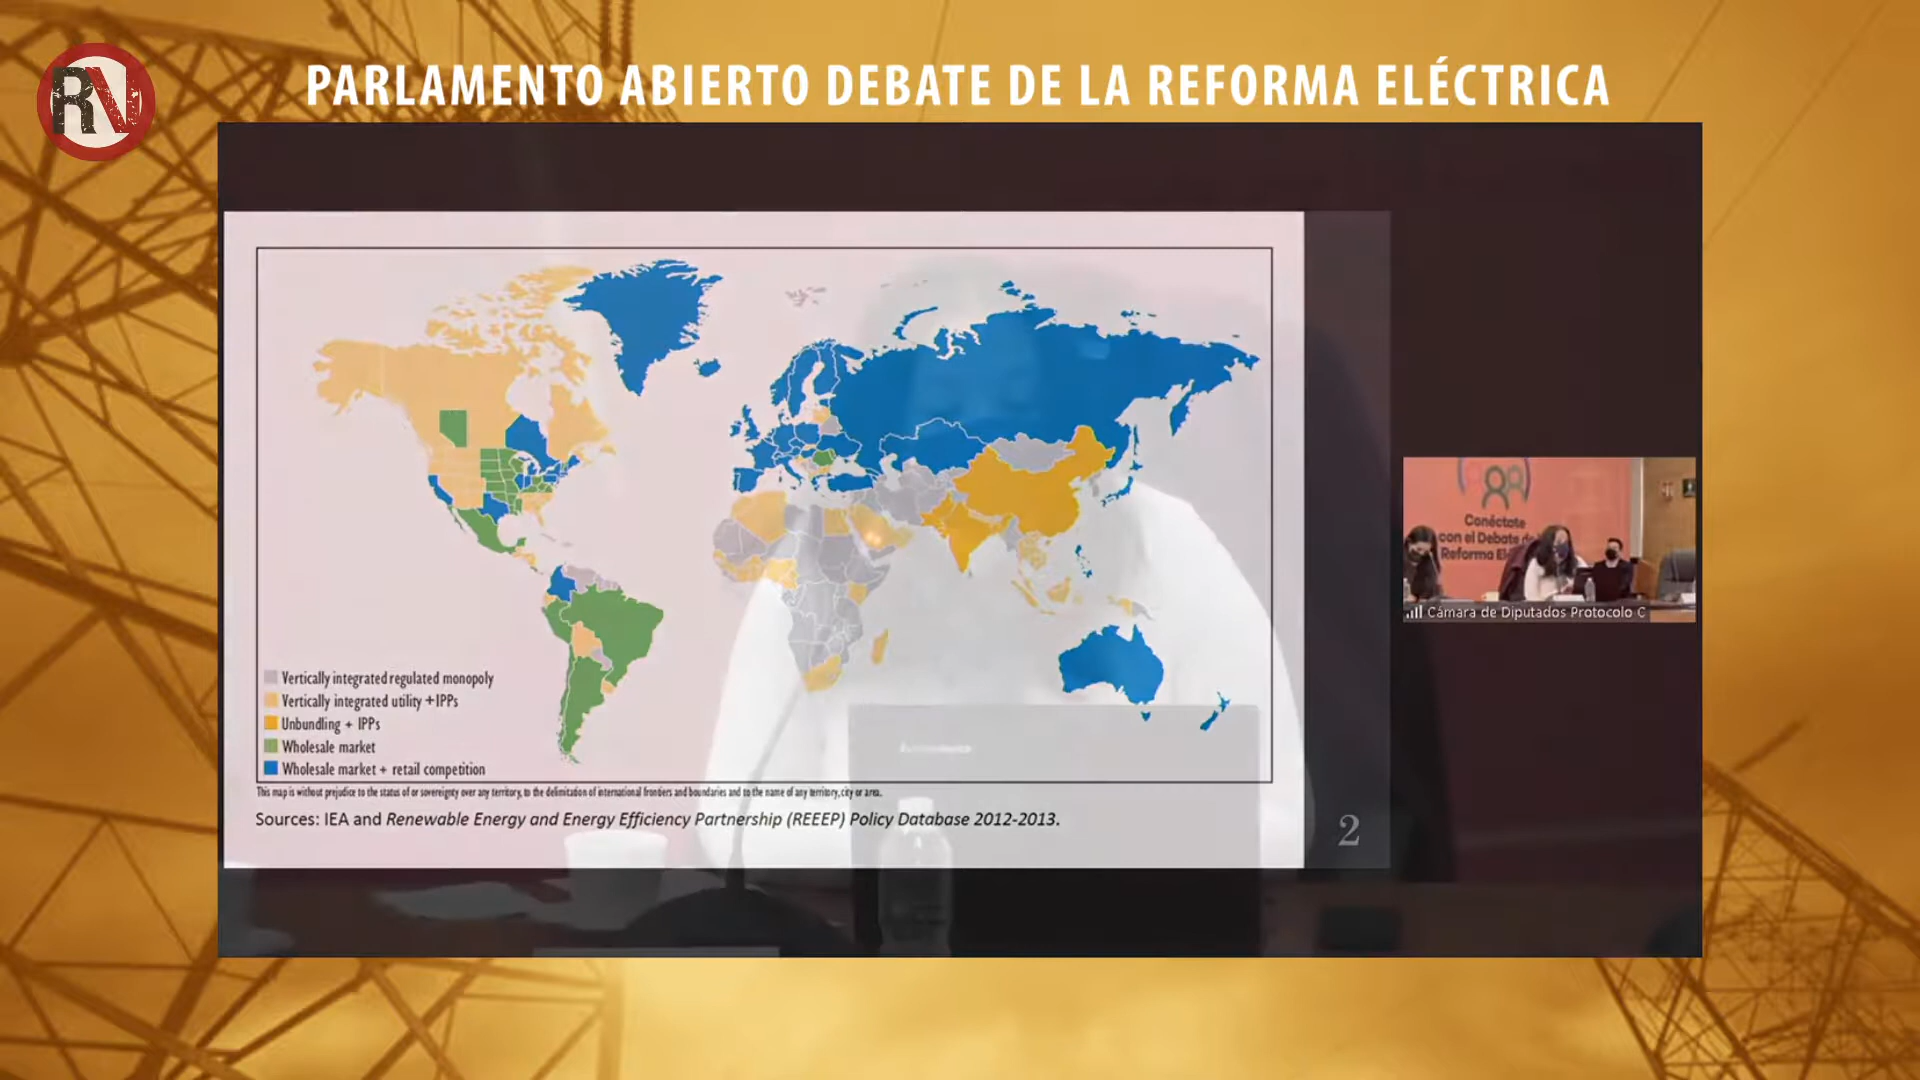 RN
PARLAMENTO ABIERTO DEBATE DE LA REFORMA ELÉCTRICA
Vertically integrated regulated monopoly
Vertically integrated utility +IPPs
Unbundling + IPPs
Wholesale market
Wholesale market + retail competition
This map is without prejudice to the status of or sovereignty over any territory, to the delimitation of international frontiers and boundaries and to the name of any territory, city or area.
Sources: IEA and Renewable Energy and Energy Efficiency Partnership (REEEP) Policy Database 2012-2013.
2
Conéctate
con el Debate de
Reforma
Cámara de Diputados Protocolo C